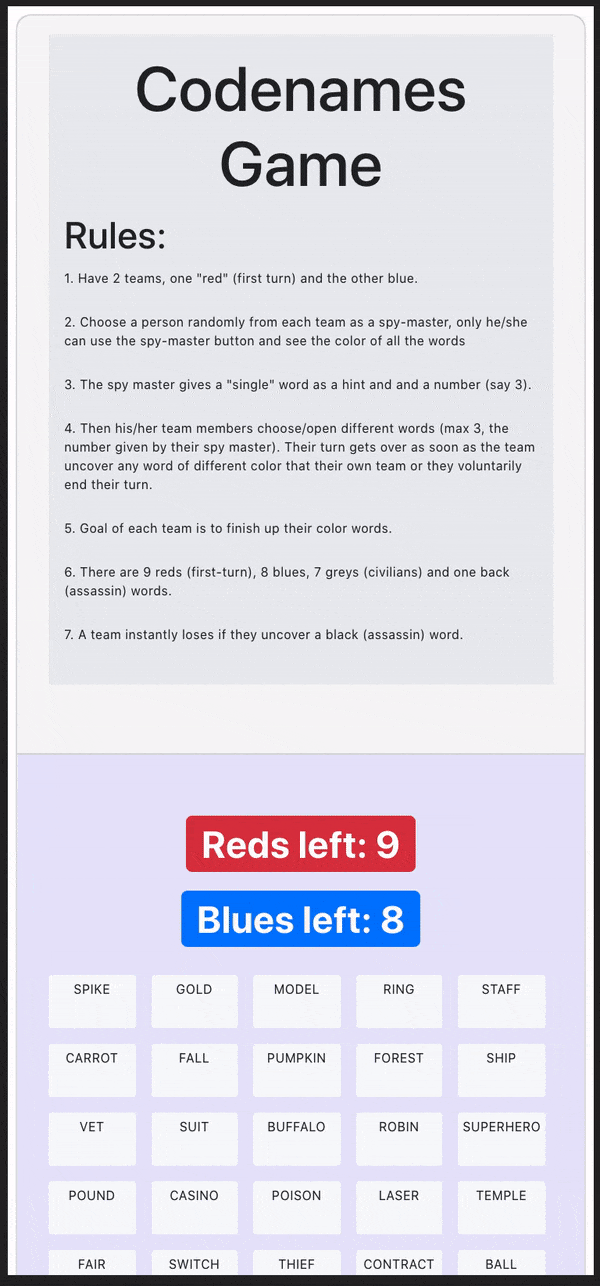 Codenames
Game
Rules:
1. Have 2 teams, one "red" (first turn) and the other blue.
2. Choose a person randomly from each team as a spy-master, only he/she
can use the spy-master button and see the color of all the words
3. The spy master gives a "single" word as a hint and and a number (say 3).
4. Then his/her team members choose/open different words (max 3, the
number given by their spy master). Their turn gets over as soon as the team
uncover any word of different color that their own team or they voluntarily
end their turn.
5. Goal of each team is to finish up their color words.
6. There are 9 reds (first-turn), 8 blues, 7 greys (civilians) and one back
(assassin) words.
7. A team instantly loses if they uncover a black (assassin) word.
Reds left: 9
Blues left: 8
SPIKE GOLD MODEL RING STAFF
CARROT FALL PUMPKIN FOREST SHIP
VET SUIT BUFFALO ROBIN SUPERHERO
POUND CASINO POISON LASER TEMPLE
FAIR SWITCH THIEF CONTRACT BALL